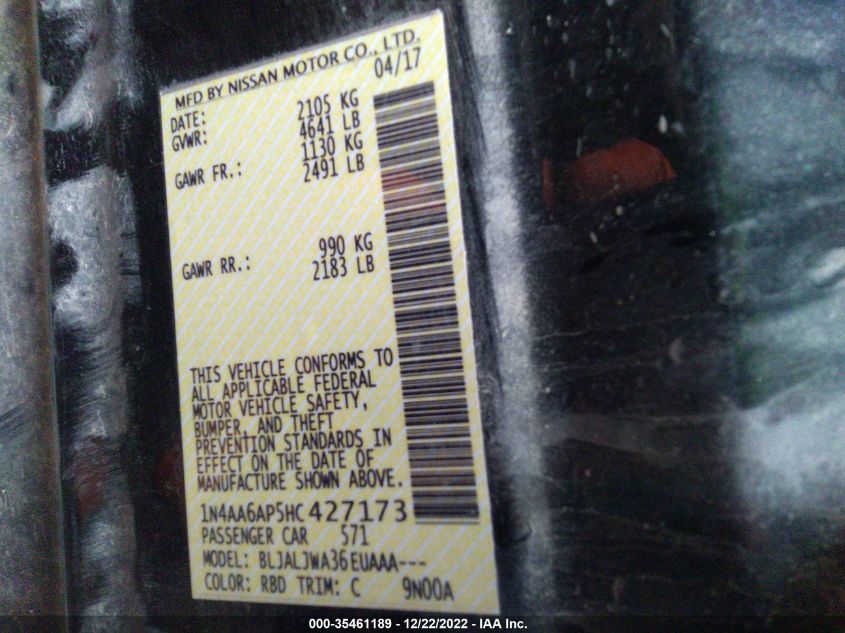 MFD BY NISSAN MOTOR CO., LTD.
DATE: 04/17
GVWR: 2105 KG
4641 LB
GAWR FR.: 1130 KG
2491 LB
GAWR RR.: 990 KG
2183 LB
THIS VEHICLE CONFORMS TO
ALL APPLICABLE FEDERAL
MOTOR VEHICLE SAFETY,
BUMPER, AND THEFT
PREVENTION STANDARDS IN
EFFECT ON THE DATE OF
MANUFACTURE SHOWN ABOVE.
1N4AA6AP5HC427173
PASSENGER CAR 571
MODEL: BLJALJWA36EUAAA---
COLOR: RBD TRIM: C 9N00A
000-35461189 - 12/22/2022 - IAA Inc.